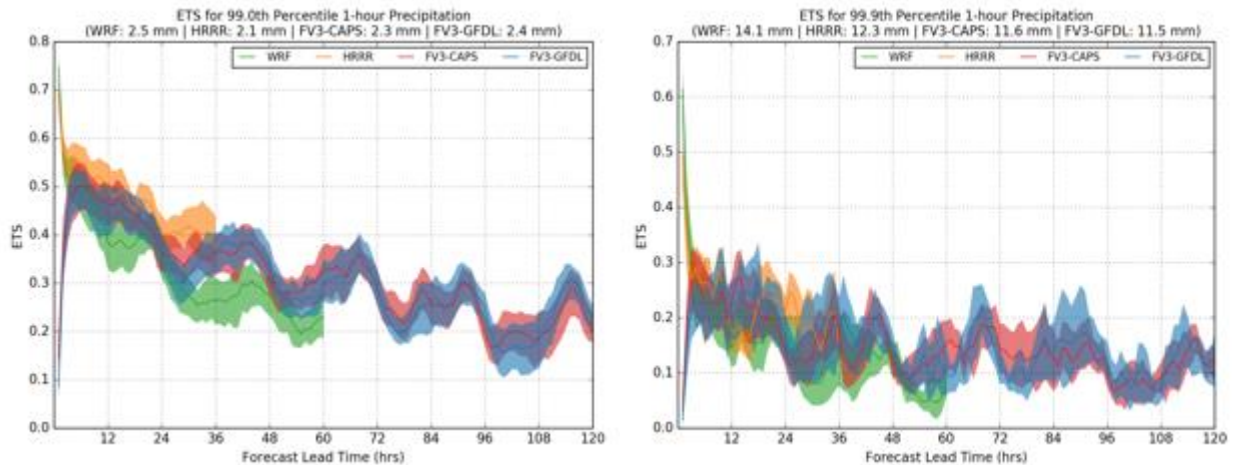 ETS for 99.0th Percentile 1-hour Precipitation
(WRF: 2.5 mm | HRRR: 2.1 mm | FV3-CAPS: 2.3 mm | FV3-GFDL: 2.4 mm)
WRF HRRR FV3-CAPS FV3-GFDL
0.8
0.7
0.6
0.5
0.4
0.3
0.2
0.1
0.0
ETS
12 24 36 48 60 72 84 96 108 120
Forecast Lead Time (hrs)
ETS for 99.9th Percentile 1-hour Precipitation
(WRF: 14.1 mm | HRRR: 12.3 mm | FV3-CAPS: 11.6 mm | FV3-GFDL: 11.5 mm)
WRF HRRR FV3-CAPS FV3-GFDL
0.7
0.6
0.5
0.4
0.3
0.2
0.1
0.0
ETS
12 24 36 48 60 72 84 96 108 120
Forecast Lead Time (hrs)